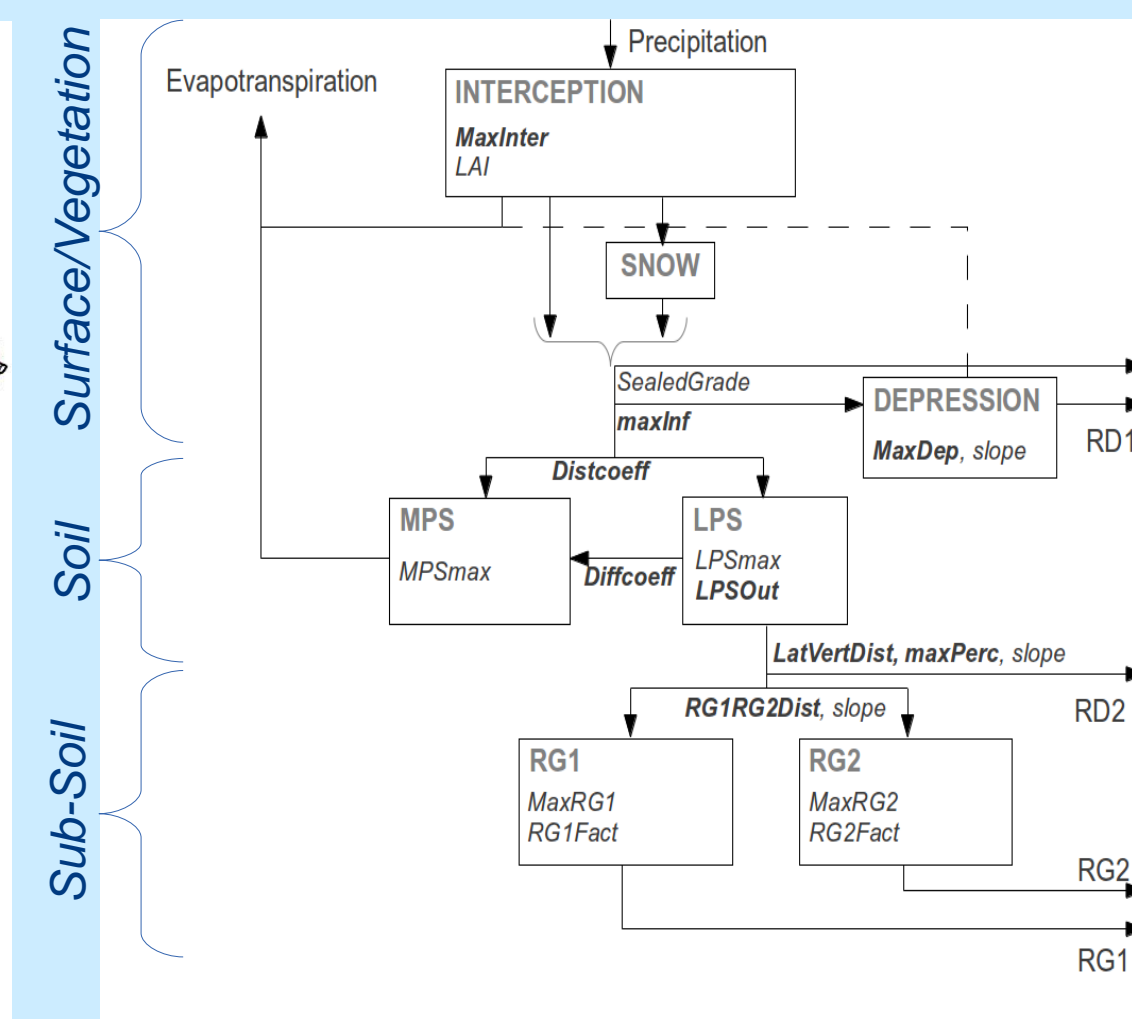 Surface/Vegetation
Precipitation
Evapotranspiration
INTERCEPTION
MaxInter
LAI
SNOW
SealedGrade
maxInf
DEPRESSION
MaxDep, slope
RD1
Distcoeff
Soil
MPS
MPSmax
Diffcoeff
LPS
LPSmax
LPSOut
LatVertDist, maxPerc, slope
RD2
RG1RG2Dist, slope
Sub-Soil
RG1
MaxRG1
RG1Fact
RG2
MaxRG2
RG2Fact
RG2
RG1